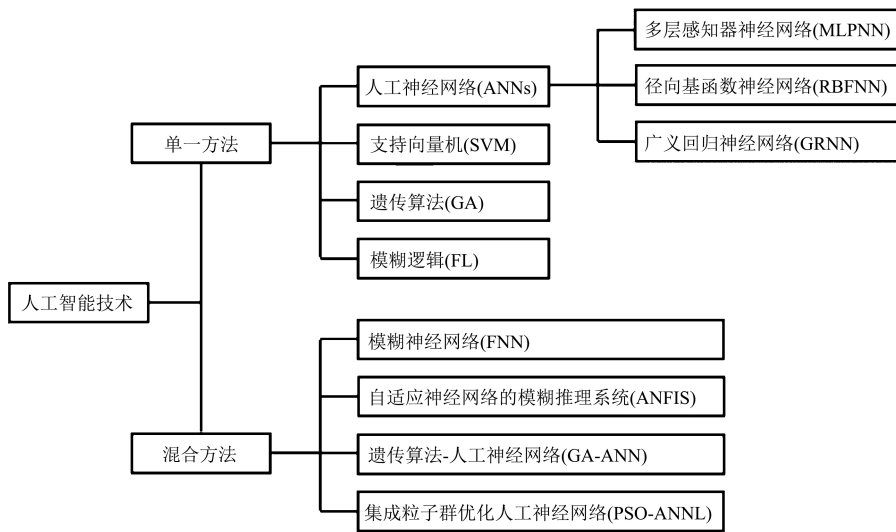 多层感知器神经网络(MLPNN)
人工神经网络(ANNs)
径向基函数神经网络(RBFNN)
单一方法
支持向量机(SVM)
广义回归神经网络(GRNN)
遗传算法(GA)
模糊逻辑(FL)
人工智能技术
模糊神经网络(FNN)
自适应神经网络的模糊推理系统(ANFIS)
混合方法
遗传算法-人工神经网络(GA-ANN)
集成粒子群优化人工神经网络(PSO-ANNL)